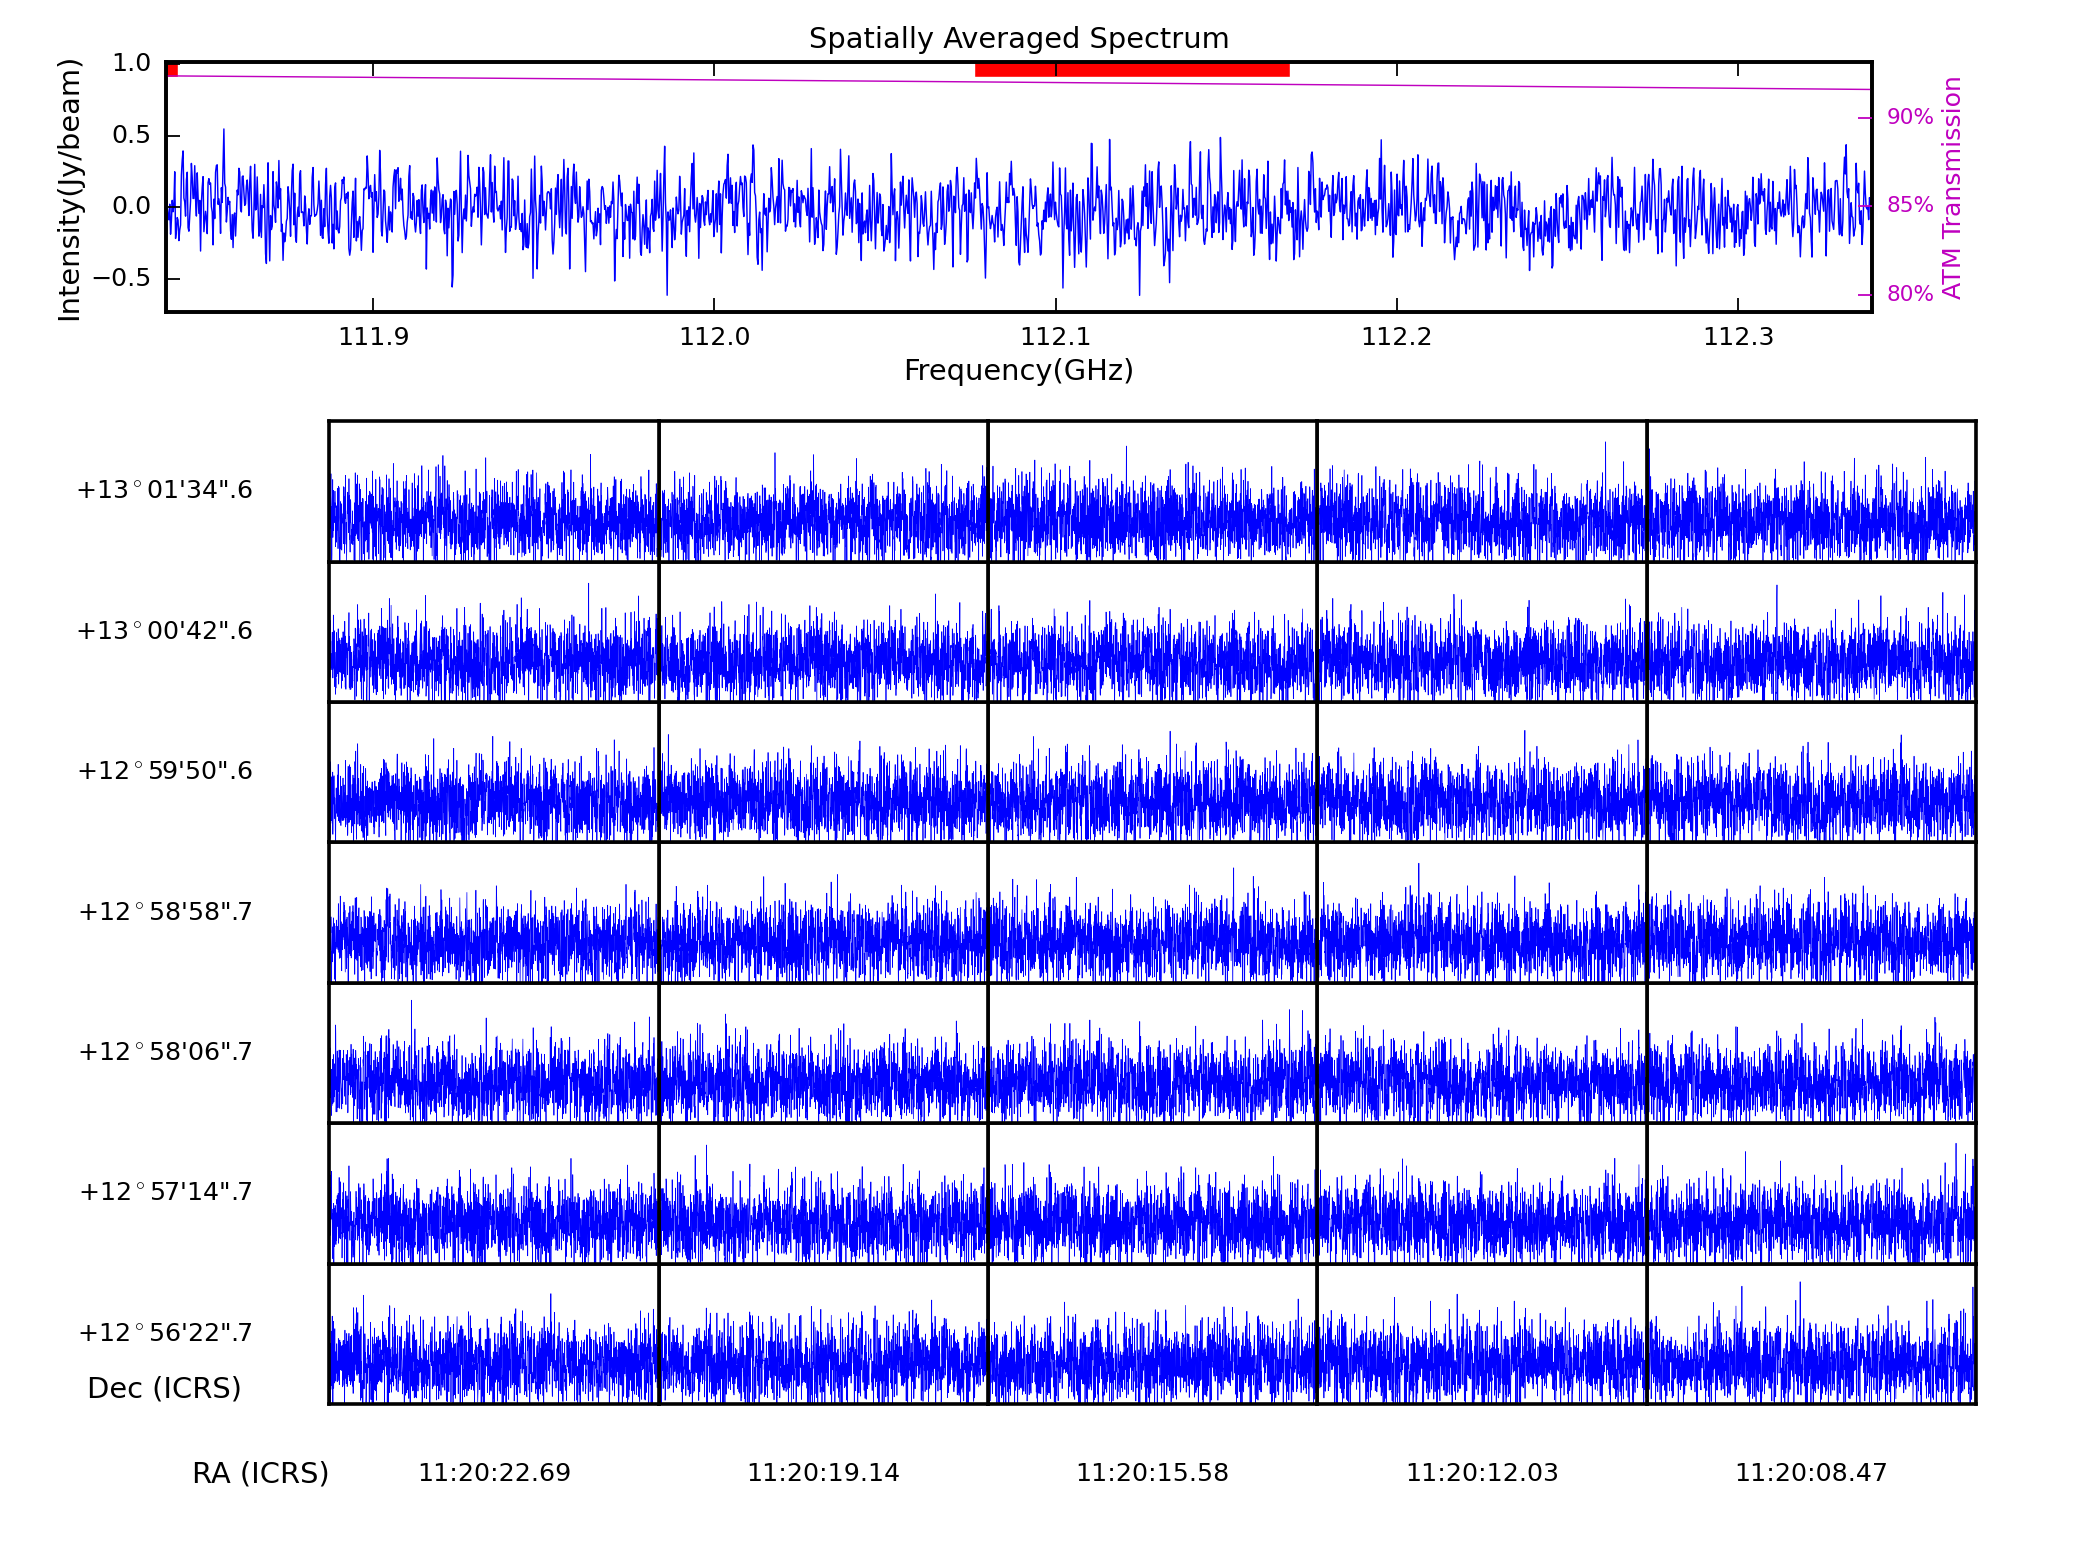 Spatially Averaged Spectrum
Intensity(Jy/beam)
1.0
0.5
0.0
−0.5
90%
85%
80%
ATM Transmission
111.9 112.0 112.1 112.2 112.3
Frequency(GHz)
+13°01'34".6
+13°00'42".6
+12°59'50".6
+12°58'58".7
+12°58'06".7
+12°57'14".7
+12°56'22".7
Dec (ICRS)
RA (ICRS) 11:20:22.69 11:20:19.14 11:20:15.58 11:20:12.03 11:20:08.47